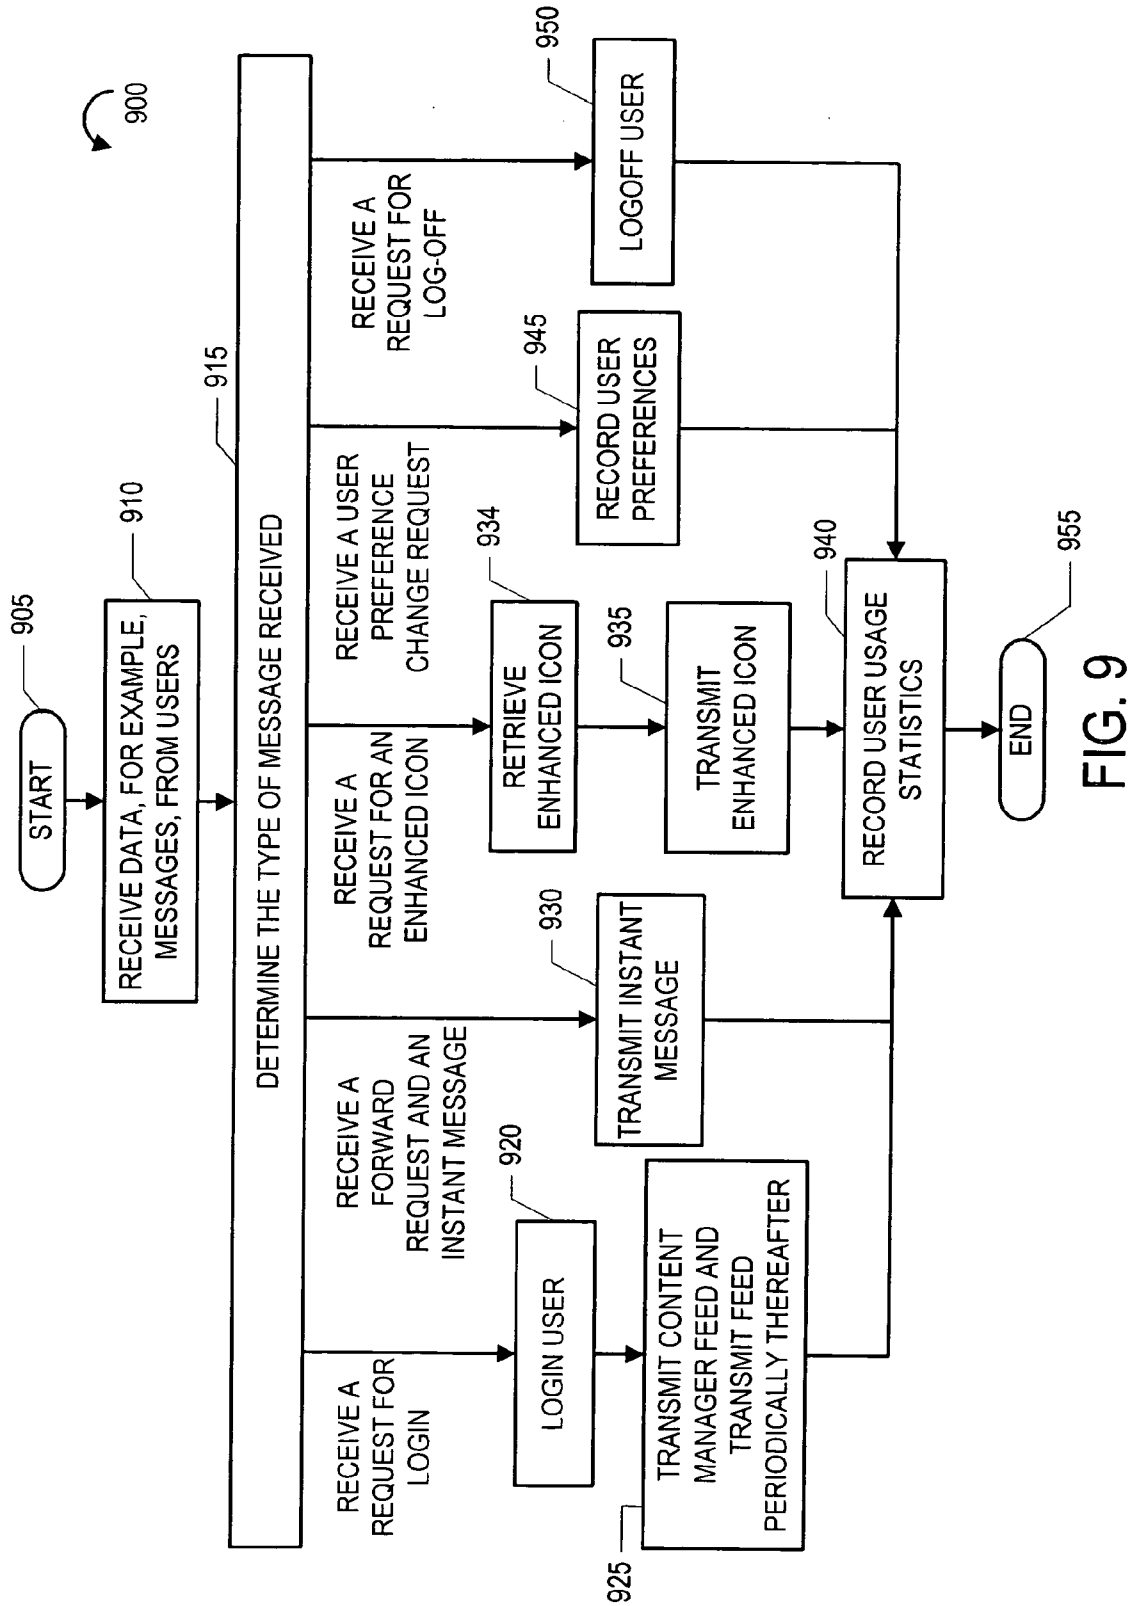 900
START
905
RECEIVE DATA, FOR EXAMPLE,
MESSAGES, FROM USERS
910
915
DETERMINE THE TYPE OF MESSAGE RECEIVED
RECEIVE A
REQUEST FOR
LOGIN
RECEIVE A
FORWARD
REQUEST AND AN
INSTANT MESSAGE
RECEIVE A
REQUEST FOR AN
ENHANCED ICON
RECEIVE A USER
PREFERENCE
CHANGE REQUEST
RECEIVE A
REQUEST FOR
LOG-OFF
920
LOGIN USER
925
TRANSMIT CONTENT
MANAGER FEED AND
TRANSMIT FEED
PERIODICALLY THEREAFTER
930
TRANSMIT INSTANT
MESSAGE
934
RETRIEVE
ENHANCED ICON
935
TRANSMIT
ENHANCED ICON
945
RECORD USER
PREFERENCES
950
LOGOFF USER
940
RECORD USER USAGE
STATISTICS
955
END
FIG. 9